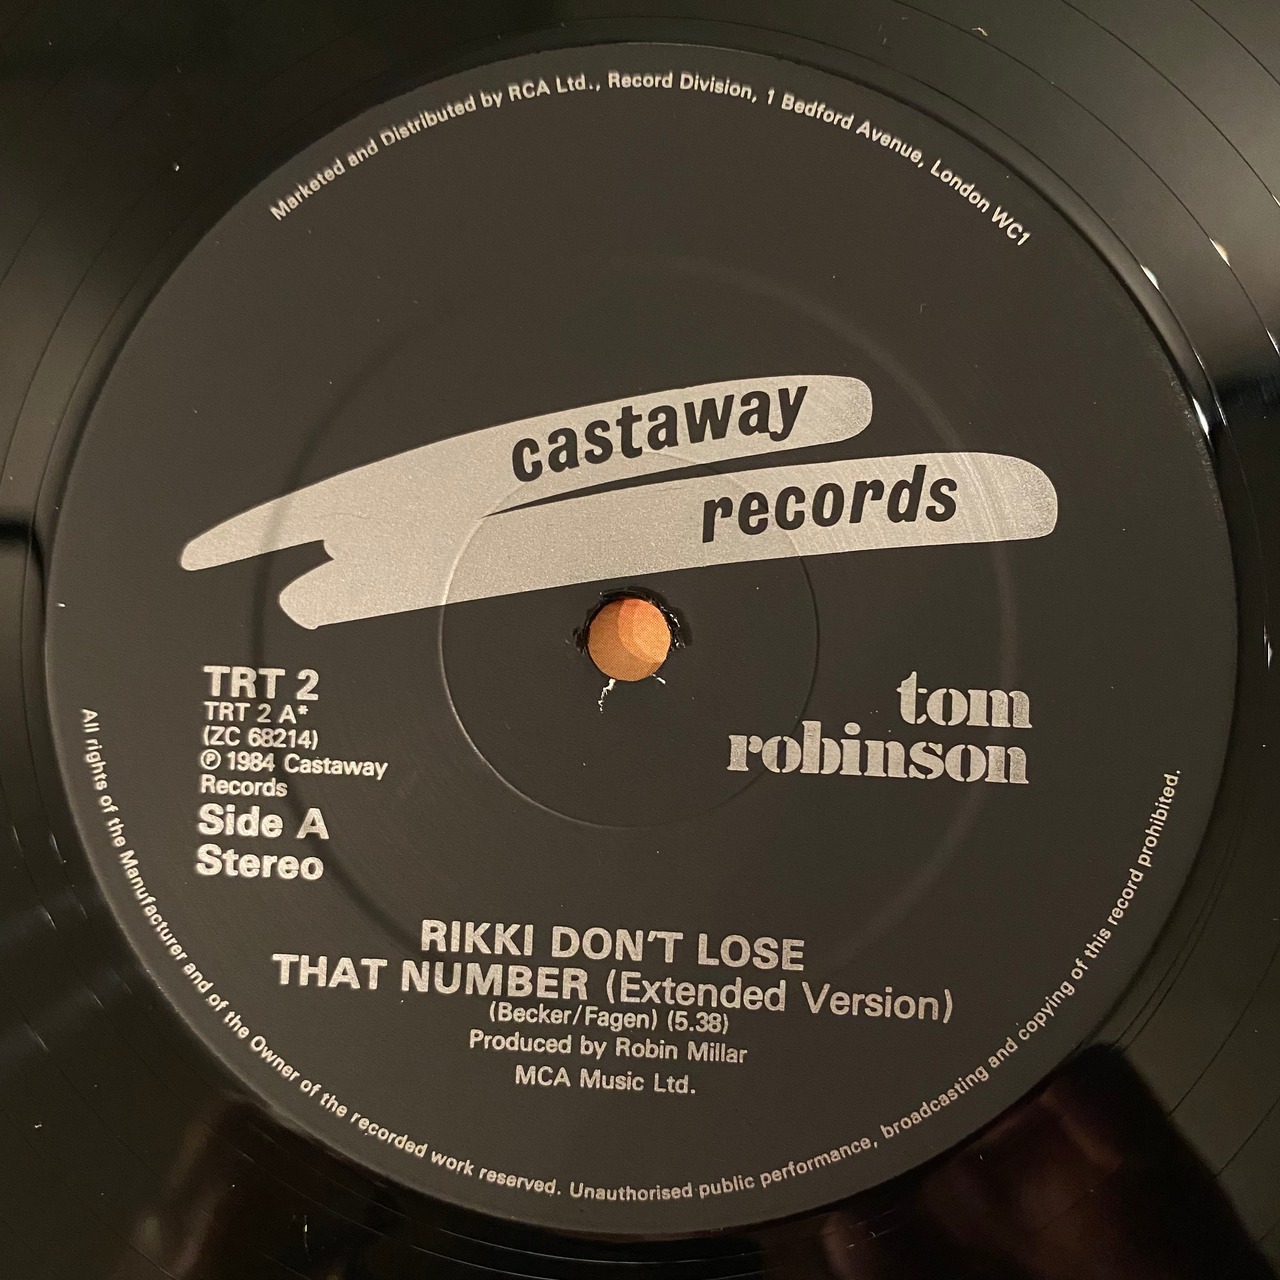 Marketed and Distributed by RCA Ltd., Record Division, 1 Bedford Avenue, London WC1
castaway
records
TRT 2
TRT 2 A*
(ZC 68214)
℗ 1984 Castaway
Records
Side A
Stereo
tom
robinson
RIKKI DON'T LOSE
THAT NUMBER (Extended Version)
(Becker/Fagen) (5.38)
Produced by Robin Millar
MCA Music Ltd.
All rights of the Manufacturer and of the Owner of the recorded work reserved. Unauthorised public performance, broadcasting and copying of this record prohibited.